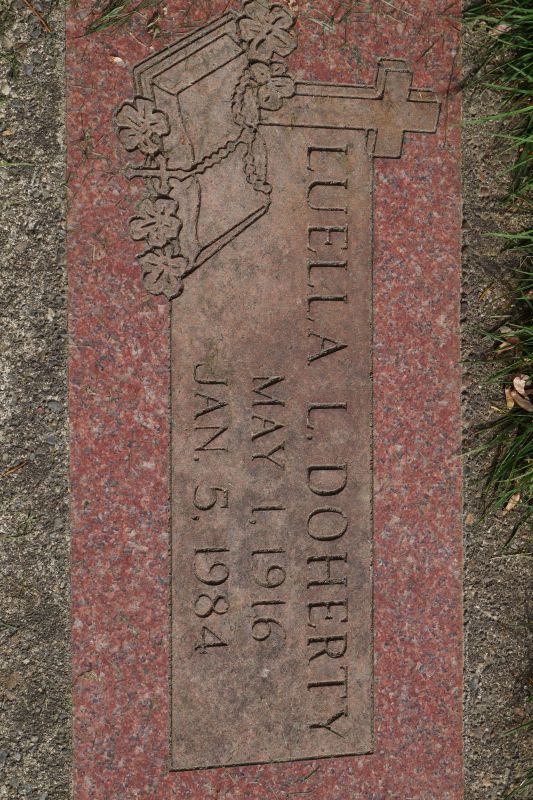 LUELLA L. DOHERTY
MAY 1, 1916
JAN. 5, 1984